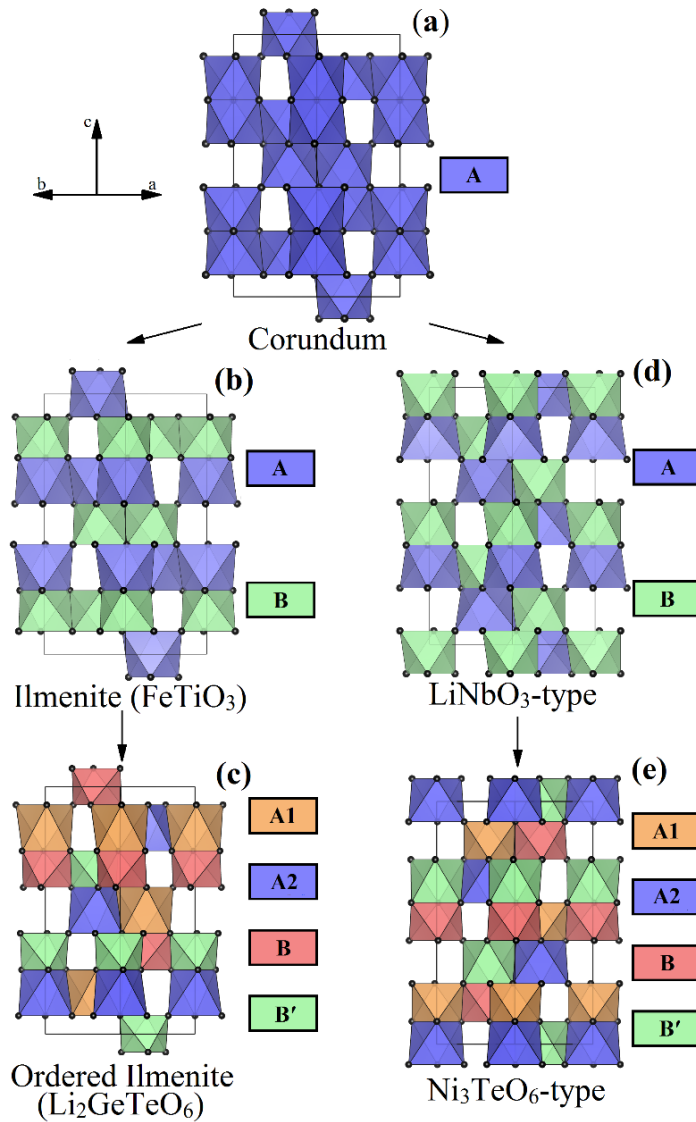 (a)
c
b
a
A
Corundum
(b)
A
B
Ilmenite (FeTiO₃)
(d)
A
B
LiNbO₃-type
(c)
A1
A2
B
B′
Ordered Ilmenite
(Li₂GeTeO₆)
(e)
A1
A2
B
B′
Ni₃TeO₆-type